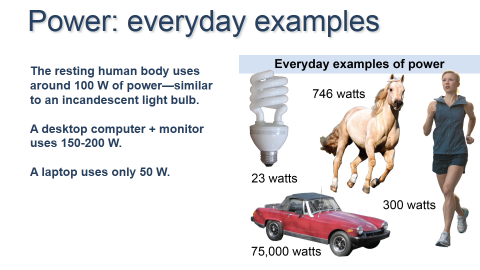 Power: everyday examples
The resting human body uses
around 100 W of power—similar
to an incandescent light bulb.
A desktop computer + monitor
uses 150-200 W.
A laptop uses only 50 W.
Everyday examples of power
746 watts
23 watts
300 watts
75,000 watts